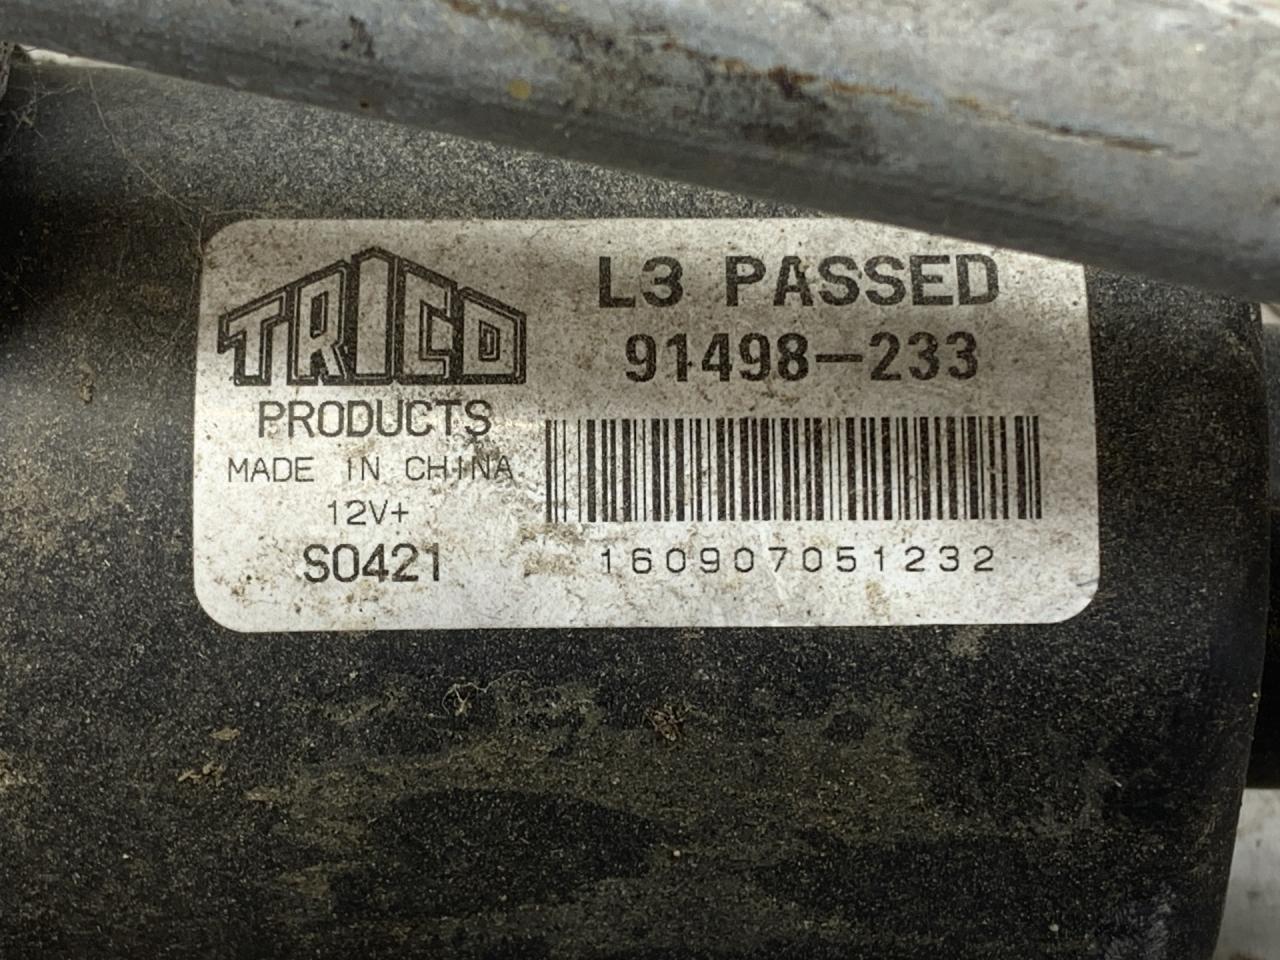 TRICO
PRODUCTS
MADE IN CHINA
12V+
S0421
L3 PASSED
91498-233
160907051232